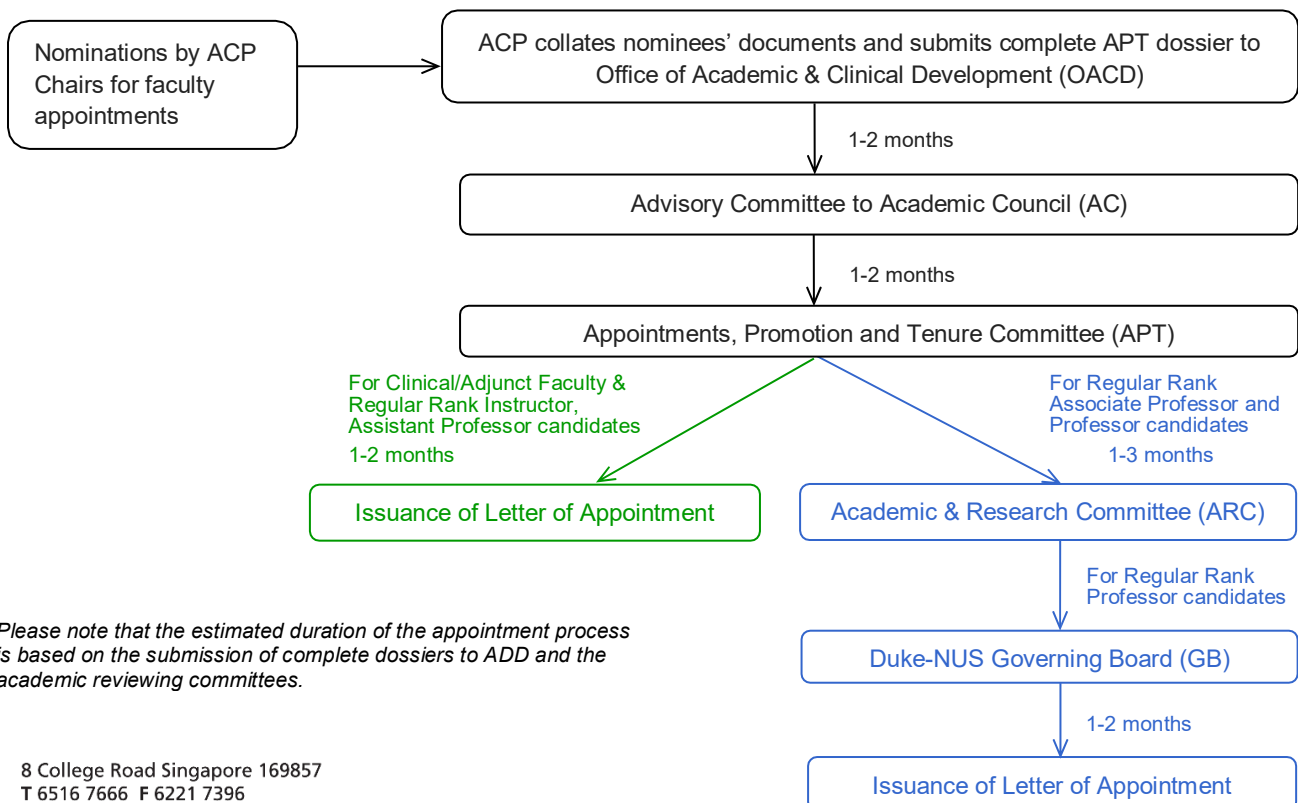 Nominations by ACP
Chairs for faculty
appointments
ACP collates nominees’ documents and submits complete APT dossier to
Office of Academic & Clinical Development (OACD)
1-2 months
Advisory Committee to Academic Council (AC)
1-2 months
Appointments, Promotion and Tenure Committee (APT)
For Clinical/Adjunct Faculty &
Regular Rank Instructor,
Assistant Professor candidates
1-2 months
For Regular Rank
Associate Professor and
Professor candidates
1-3 months
Issuance of Letter of Appointment
Academic & Research Committee (ARC)
For Regular Rank
Professor candidates
Please note that the estimated duration of the appointment process
is based on the submission of complete dossiers to ADD and the
academic reviewing committees.
Duke-NUS Governing Board (GB)
1-2 months
Issuance of Letter of Appointment
8 College Road Singapore 169857
T 6516 7666 F 6221 7396